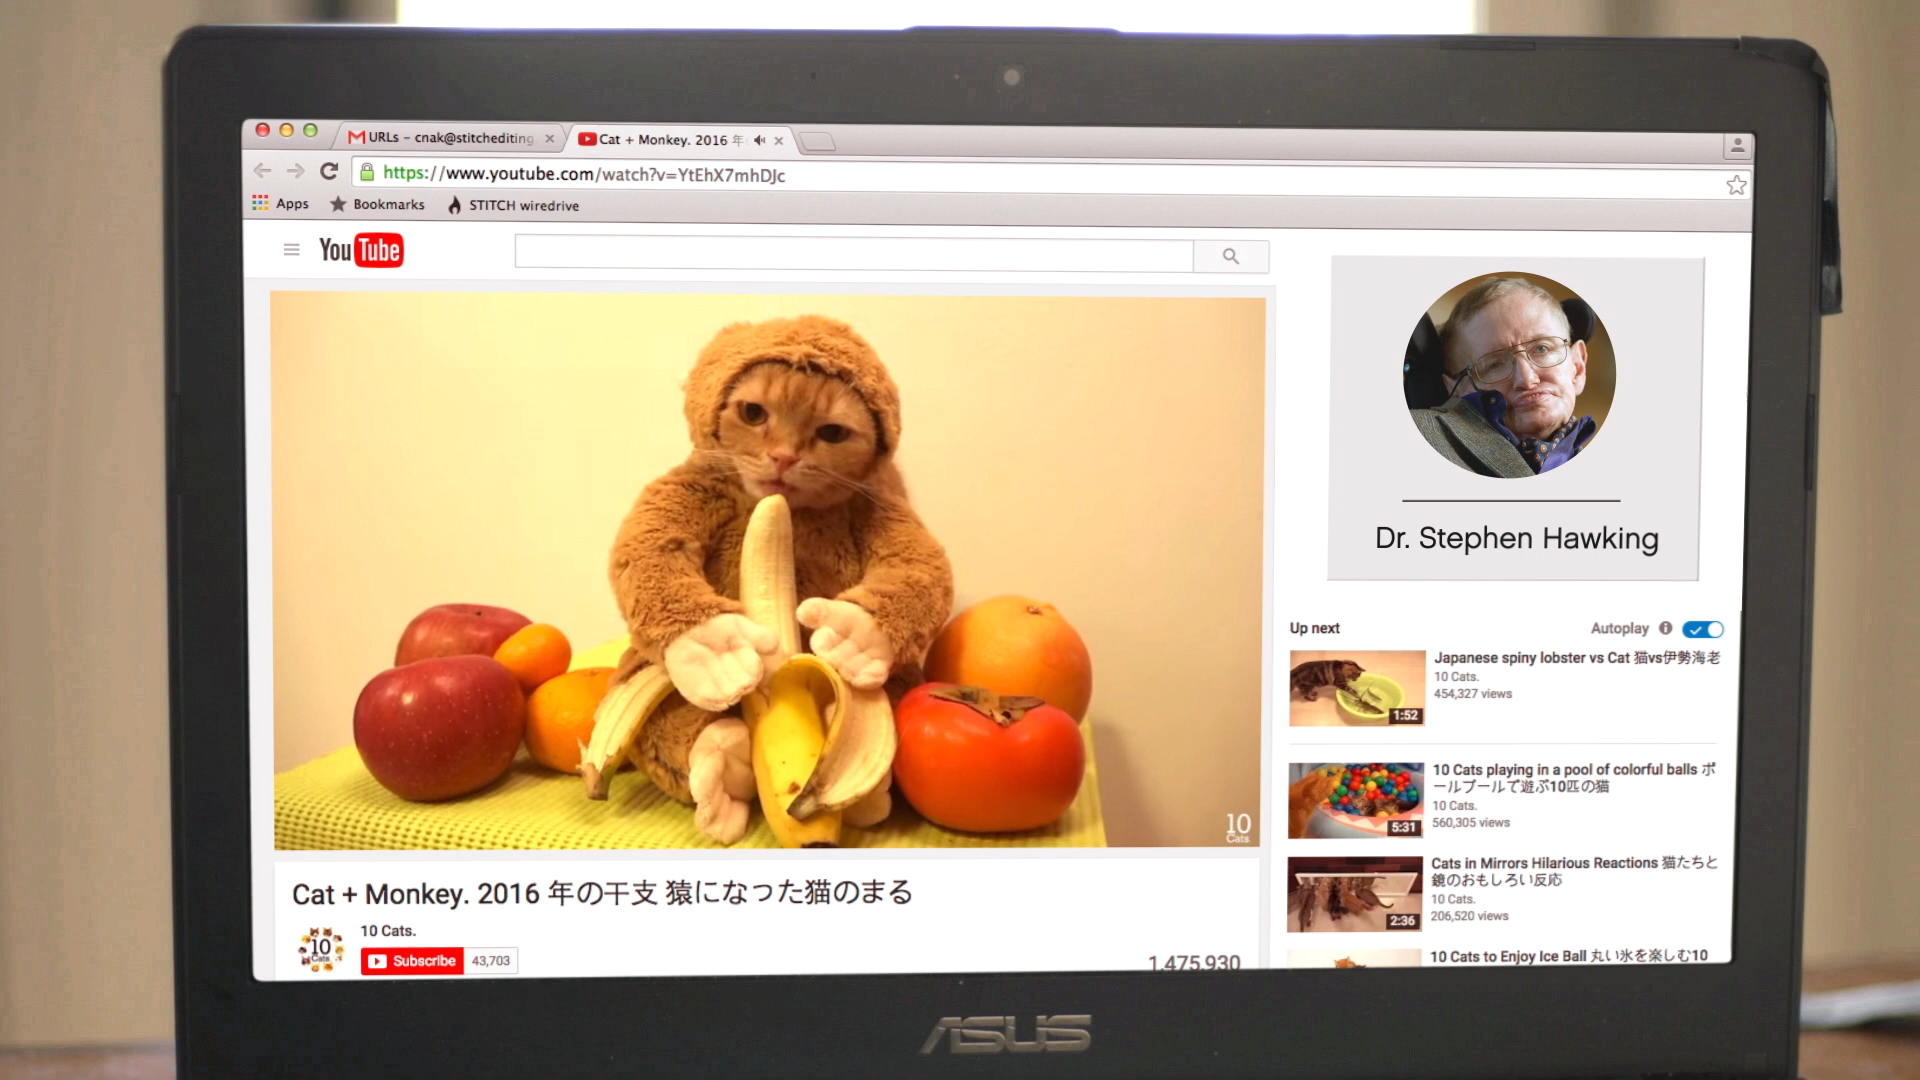 URLs - cnak@stitchediting
Cat + Monkey. 2016 年
https://www.youtube.com/watch?v=YtEhX7mhDJc
Apps
Bookmarks
STITCH wiredrive
YouTube
Dr. Stephen Hawking
Up next
Autoplay
Japanese spiny lobster vs Cat 猫vs伊勢海老
10 Cats.
454,327 views
1:52
10 Cats playing in a pool of colorful balls ボ
ールプールで遊ぶ10匹の猫
10 Cats.
560,305 views
5:31
Cats in Mirrors Hilarious Reactions 猫たちと
鏡のおもしろい反応
10 Cats.
206,520 views
2:36
10 Cats to Enjoy Ice Ball 丸い氷を楽しむ10
10
Cats
Cat + Monkey. 2016 年の干支 猿になった猫のまる
10
Cats
10 Cats.
Subscribe 43,703
1,475,930
ASUS